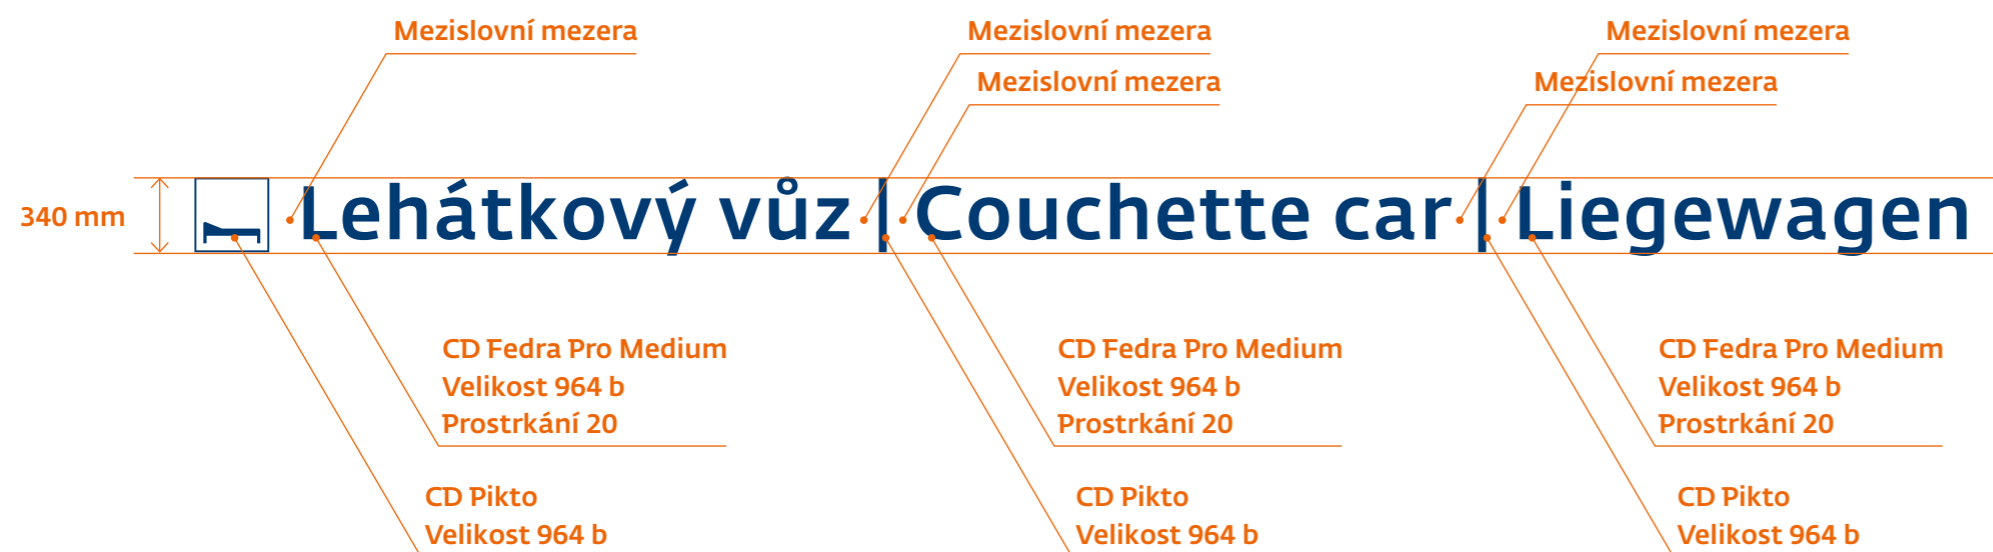 Mezislovní mezera Mezislovní mezera Mezislovní mezera
Mezislovní mezera Mezislovní mezera
340 mm Lehátkový vůz | Couchette car | Liegewagen
CD Fedra Pro Medium CD Fedra Pro Medium CD Fedra Pro Medium
Velikost 964 b Velikost 964 b Velikost 964 b
Prostrkání 20 Prostrkání 20 Prostrkání 20
CD Pikto CD Pikto CD Pikto
Velikost 964 b Velikost 964 b Velikost 964 b